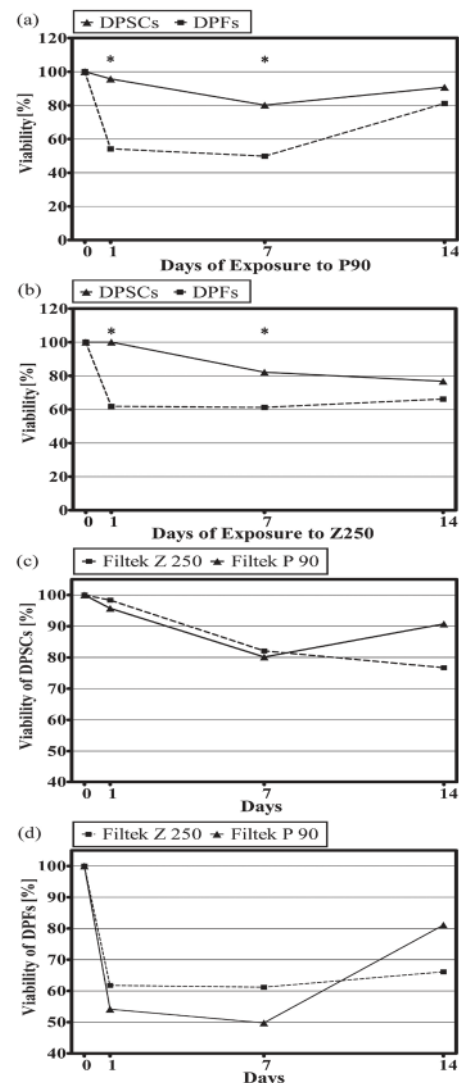 (a)
DPSCs DPFs
* *
Viability[%]
120
100
80
60
40
20
0
0 1 7 14
Days of Exposure to P90
(b)
DPSCs DPFs
* *
Viability[%]
120
100
80
60
40
20
0
0 1 7 14
Days of Exposure to Z250
(c)
Filtek Z 250 Filtek P 90
Viability of DPSCs [%]
100
90
80
70
60
50
40
0 1 7 14
Days
(d)
Filtek Z 250 Filtek P 90
Viability of DPFs [%]
100
90
80
70
60
50
40
0 1 7 14
Days